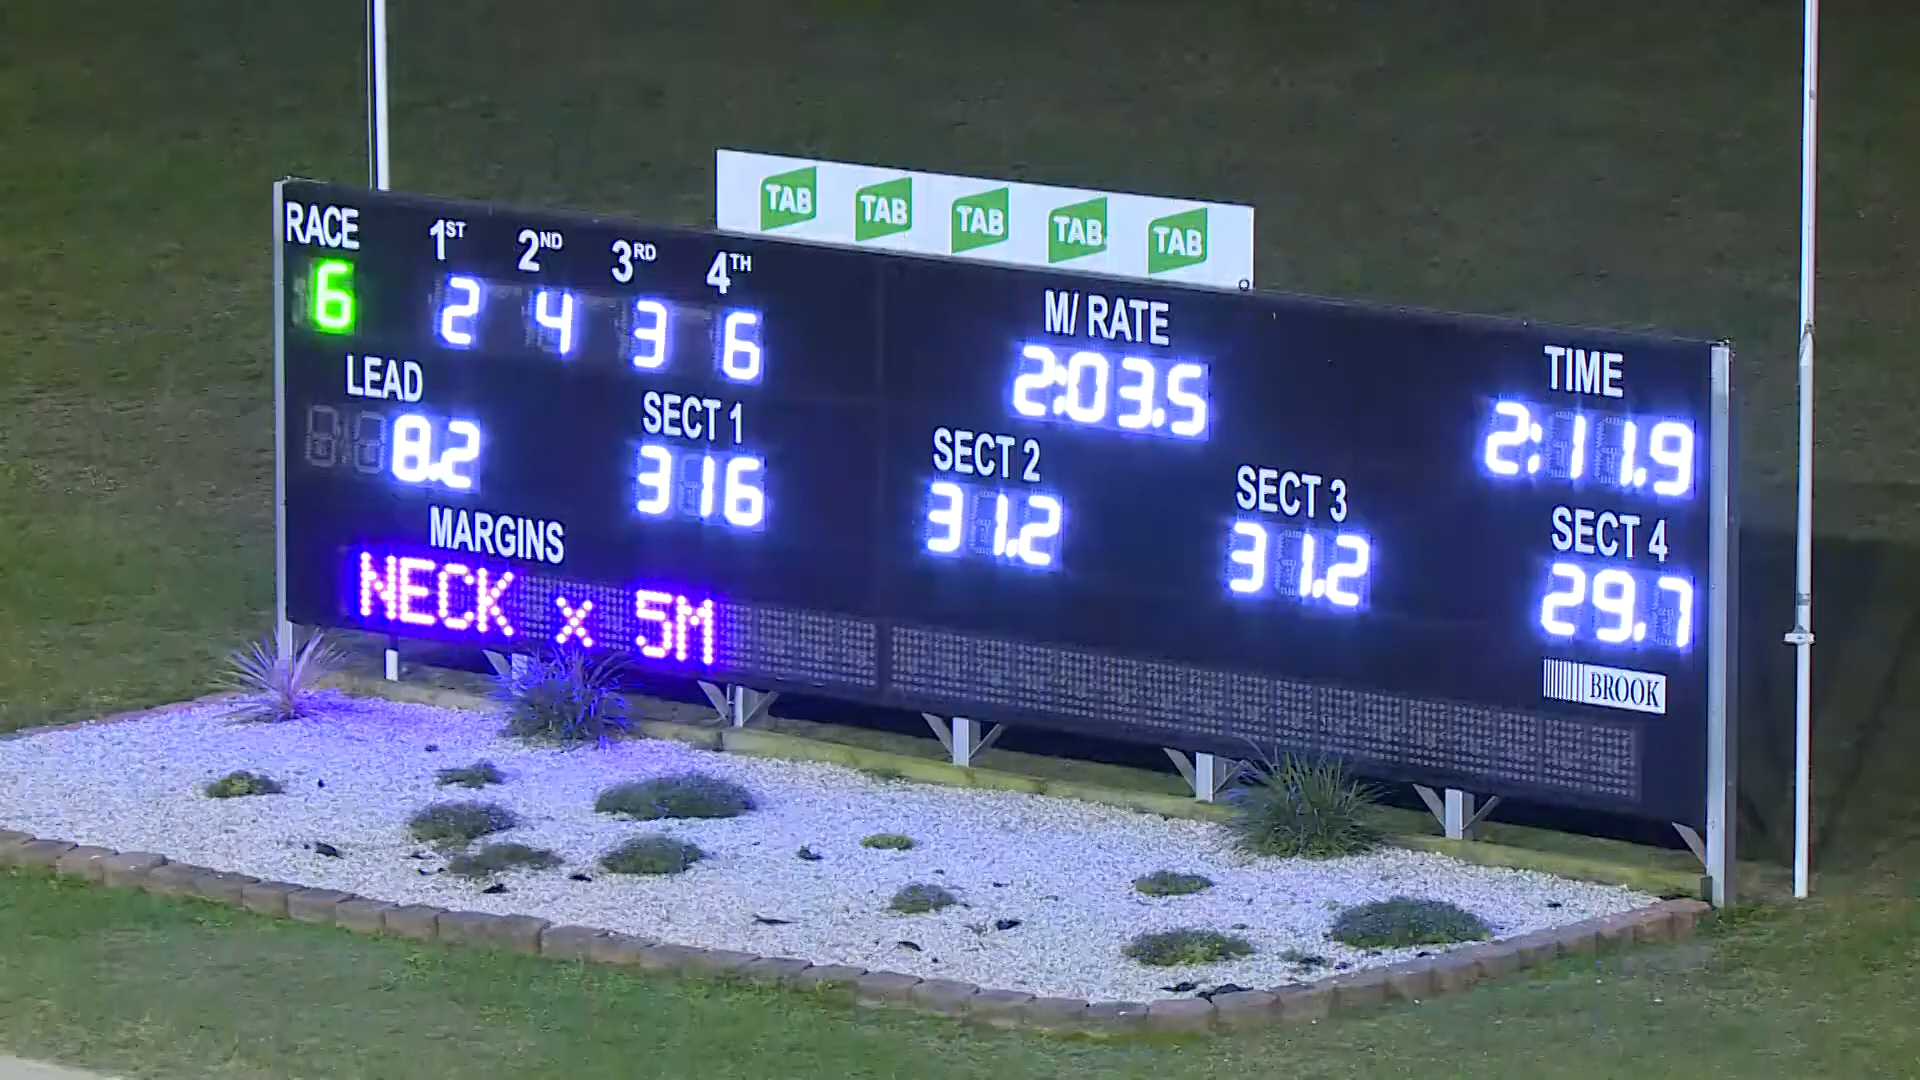 TAB TAB TAB TAB TAB
RACE 1ST 2ND 3RD 4TH
6 2 4 3 6
M/ RATE
2:03.5
TIME
2:11.9
LEAD
8.2
SECT 1
316
SECT 2
31.2
SECT 3
31.2
SECT 4
29.7
MARGINS
NECK x 5M
BROOK